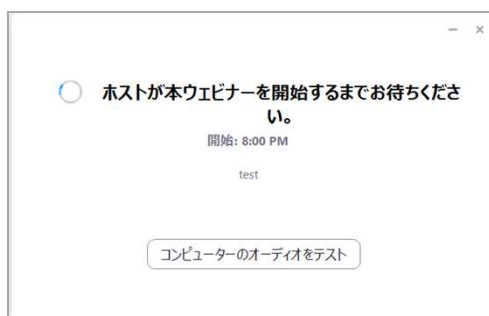 ホストが本ウェビナーを開始するまでお待ちくださ
い。
開始: 8:00 PM
test
コンピューターのオーディオをテスト